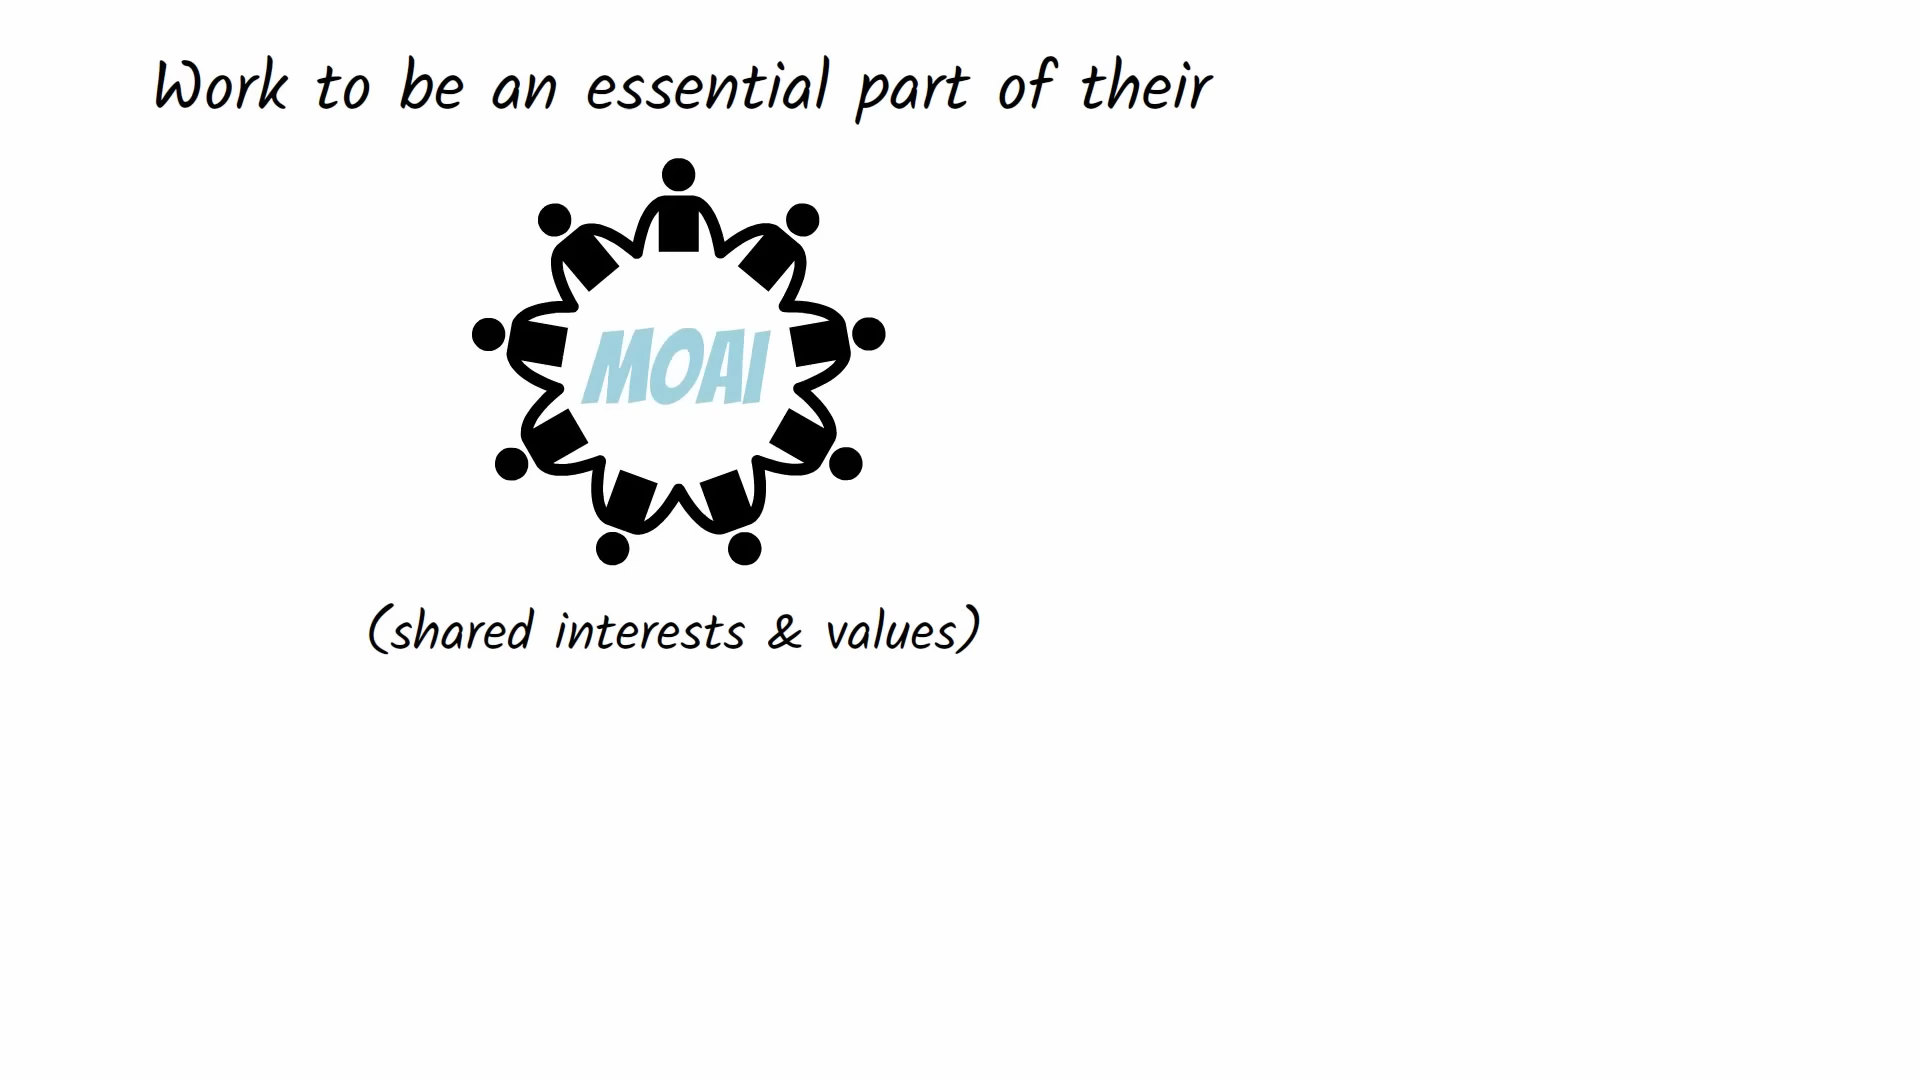 Work to be an essential part of their
MOAI
(shared interests & values)